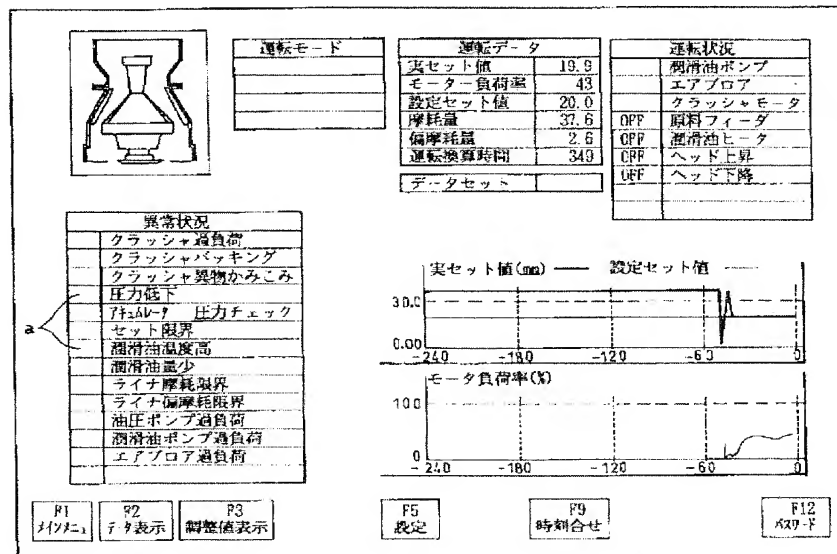 運転モード
運転データ
実セット値 19.9
モーター負荷率 43
設定セット値 20.0
摩耗量 37.6
偏摩耗量 2.6
運転換算時間 349
データセット
運転状況
潤滑油ポンプ
エアブロア
クラッシャモータ
OFF 原料フィーダ
OFF 潤滑油ヒータ
OFF ヘッド上昇
OFF ヘッド下降
異常状況
クラッシャ過負荷
クラッシャパッキング
クラッシャ異物かみこみ
圧力低下
アキュムレータ 圧力チェック
セット限界
潤滑油温度高
潤滑油量少
ライナ摩耗限界
ライナ偏摩耗限界
油圧ポンプ過負荷
潤滑油ポンプ過負荷
エアブロア過負荷
a
実セット値(mm) 設定セット値
30.0
0.00
-240 -180 -120 -60 0
モータ負荷率(%)
100
0
-240 -180 -120 -60 0
F1 メインメニュ
F2 データ表示
F3 調整値表示
F5 設定
F9 時刻合せ
F12 パスワード